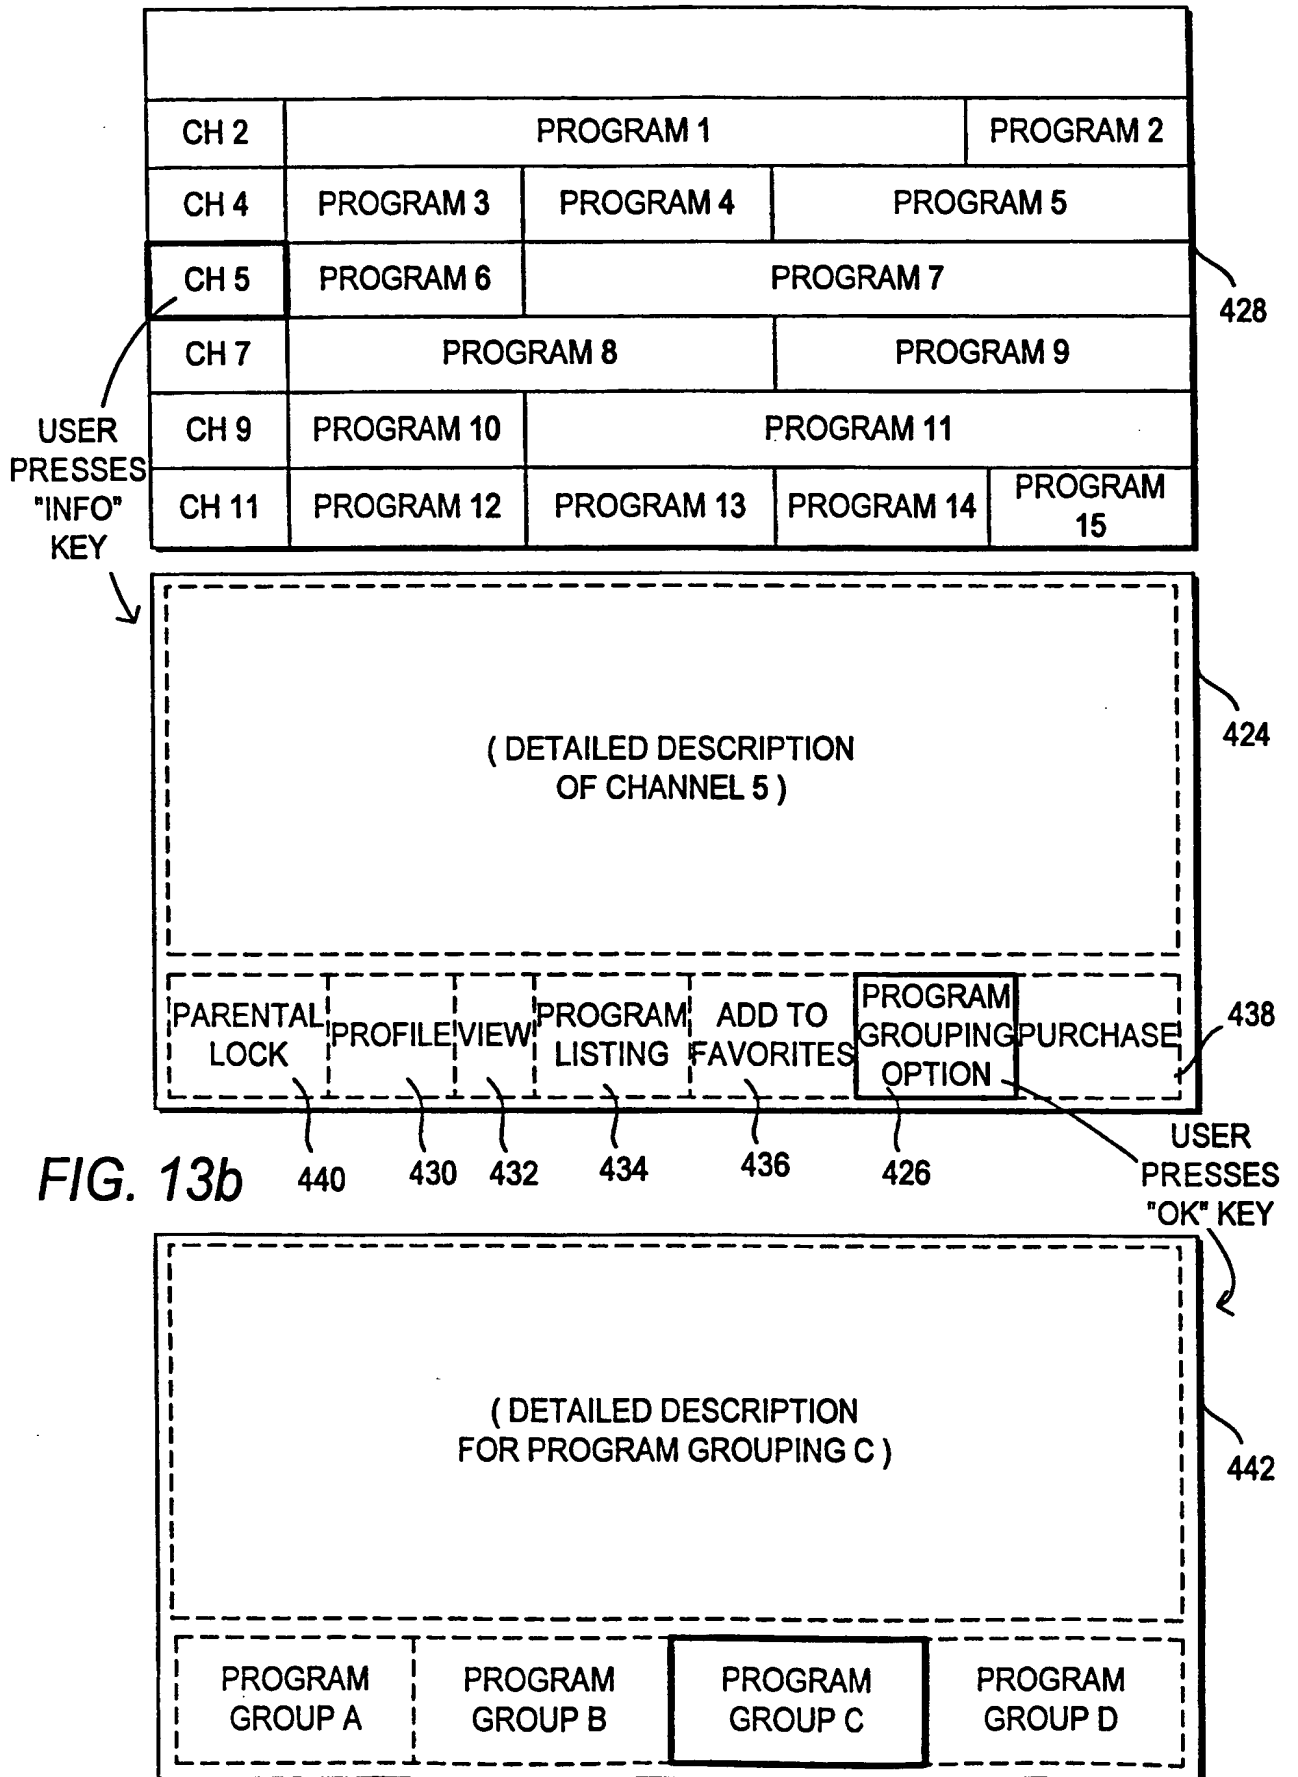 CH 2 PROGRAM 1 PROGRAM 2
CH 4 PROGRAM 3 PROGRAM 4 PROGRAM 5
CH 5 PROGRAM 6 PROGRAM 7
428
CH 7 PROGRAM 8 PROGRAM 9
CH 9 PROGRAM 10 PROGRAM 11
CH 11 PROGRAM 12 PROGRAM 13 PROGRAM 14 PROGRAM
15
USER
PRESSES
"INFO"
KEY
( DETAILED DESCRIPTION
OF CHANNEL 5 )
424
PARENTAL
LOCK
PROFILE
VIEW
PROGRAM
LISTING
ADD TO
FAVORITES
PROGRAM
GROUPING
OPTION
PURCHASE
438
440 430 432 434 436 426
USER
PRESSES
"OK" KEY
FIG. 13b
( DETAILED DESCRIPTION
FOR PROGRAM GROUPING C )
442
PROGRAM
GROUP A
PROGRAM
GROUP B
PROGRAM
GROUP C
PROGRAM
GROUP D